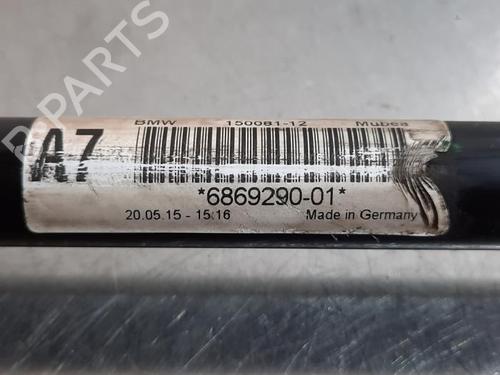 BMW 150081-12 Mubea
A7
*6869290-01*
20.05.15 - 15:16 Made in Germany
B PARTS